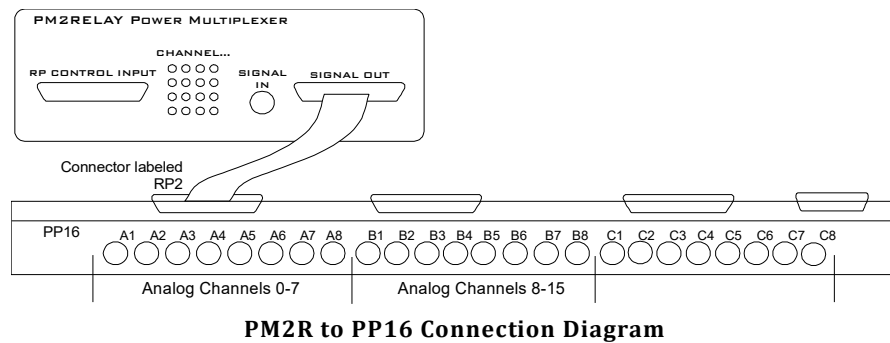 PM2RELAY POWER MULTIPLEXER
CHANNEL...
RP CONTROL INPUT
SIGNAL IN
SIGNAL OUT
Connector labeled
RP2
PP16 A1 A2 A3 A4 A5 A6 A7 A8 B1 B2 B3 B4 B5 B6 B7 B8 C1 C2 C3 C4 C5 C6 C7 C8
Analog Channels 0-7 Analog Channels 8-15
PM2R to PP16 Connection Diagram